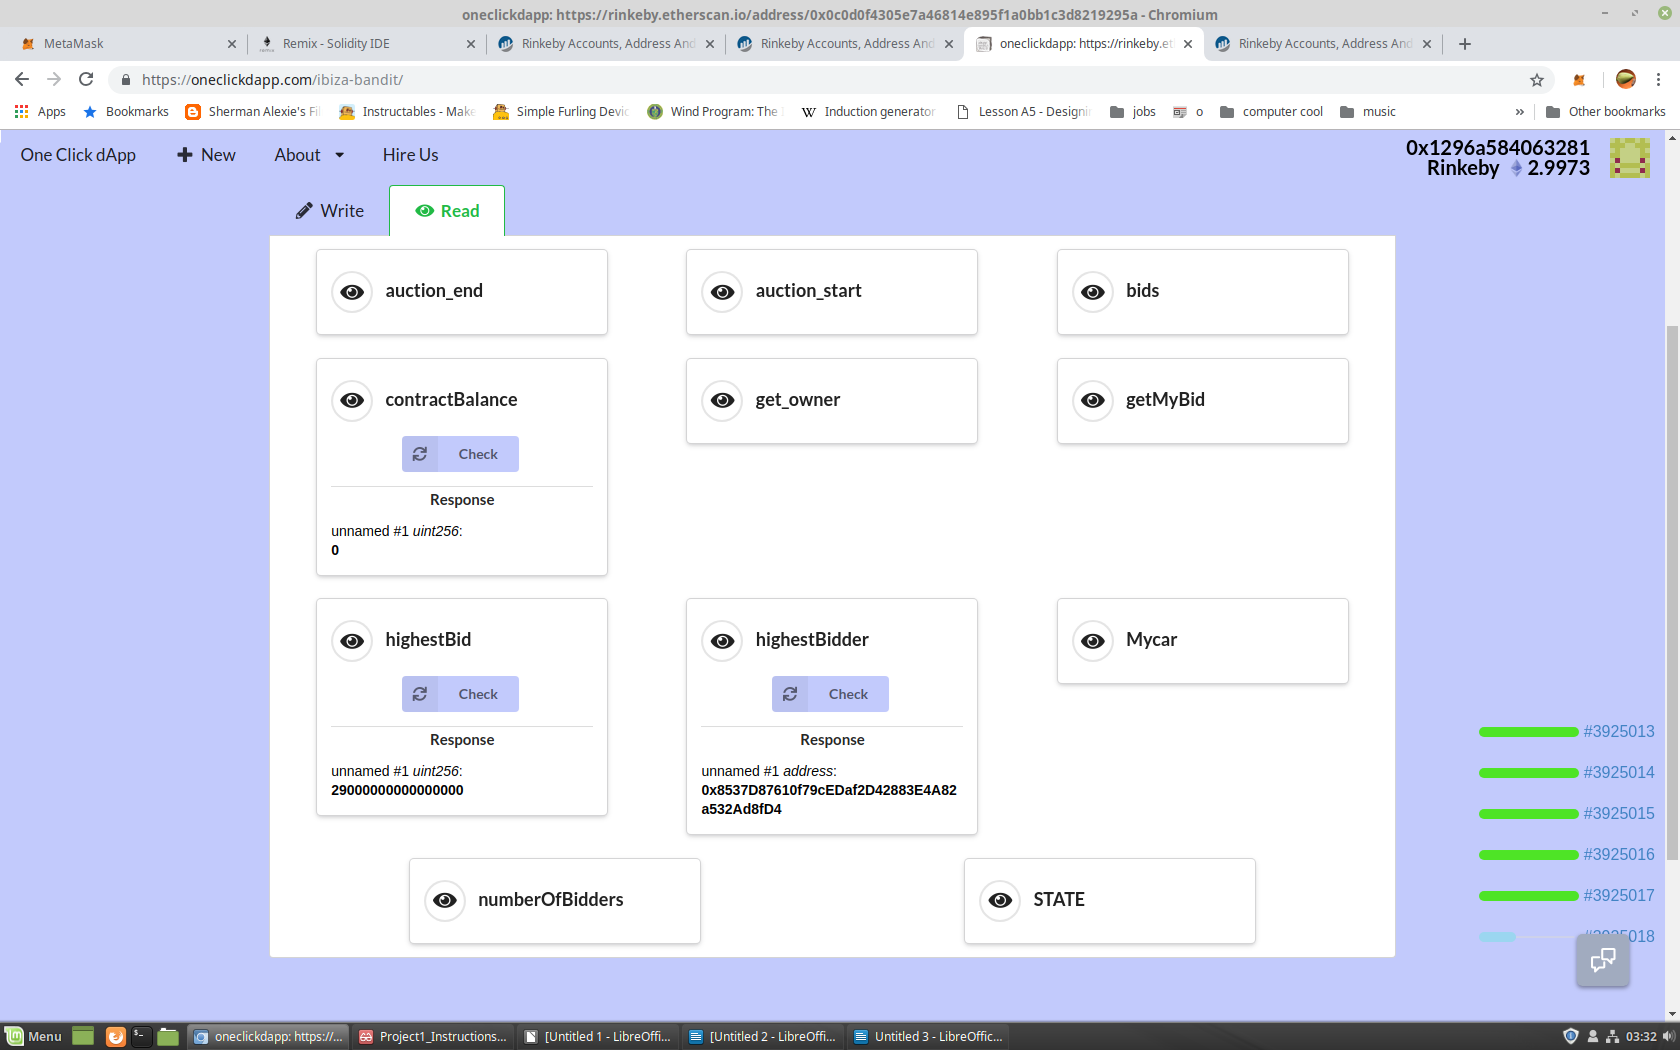 oneclickdapp: https://rinkeby.etherscan.io/address/0x0c0d0f4305e7a46814e895f1a0bb1c3d8219295a - Chromium
MetaMask
Remix - Solidity IDE
Rinkeby Accounts, Address And
Rinkeby Accounts, Address And
oneclickdapp: https://rinkeby.et
Rinkeby Accounts, Address And
https://oneclickdapp.com/ibiza-bandit/
Apps
Bookmarks
Sherman Alexie's Fi
Instructables - Make
Simple Furling Devic
Wind Program: The
Induction generator
Lesson A5 - Designi
jobs
o
computer cool
music
»
Other bookmarks
One Click dApp
New
About
Hire Us
0x1296a584063281
Rinkeby 2.9973
Write
Read
auction_end
auction_start
bids
contractBalance
get_owner
getMyBid
Check
Response
unnamed #1 uint256:
0
highestBid
highestBidder
Mycar
Check
Check
Response
Response
unnamed #1 uint256:
29000000000000000
unnamed #1 address:
0x8537D87610f79cEDaf2D42883E4A82
a532Ad8fD4
#3925013
#3925014
#3925015
#3925016
#3925017
#3925018
numberOfBidders
STATE
Menu
oneclickdapp: https://...
Project1_Instructions...
[Untitled 1 - LibreOffi...
[Untitled 2 - LibreOffi...
Untitled 3 - LibreOffic...
03:32